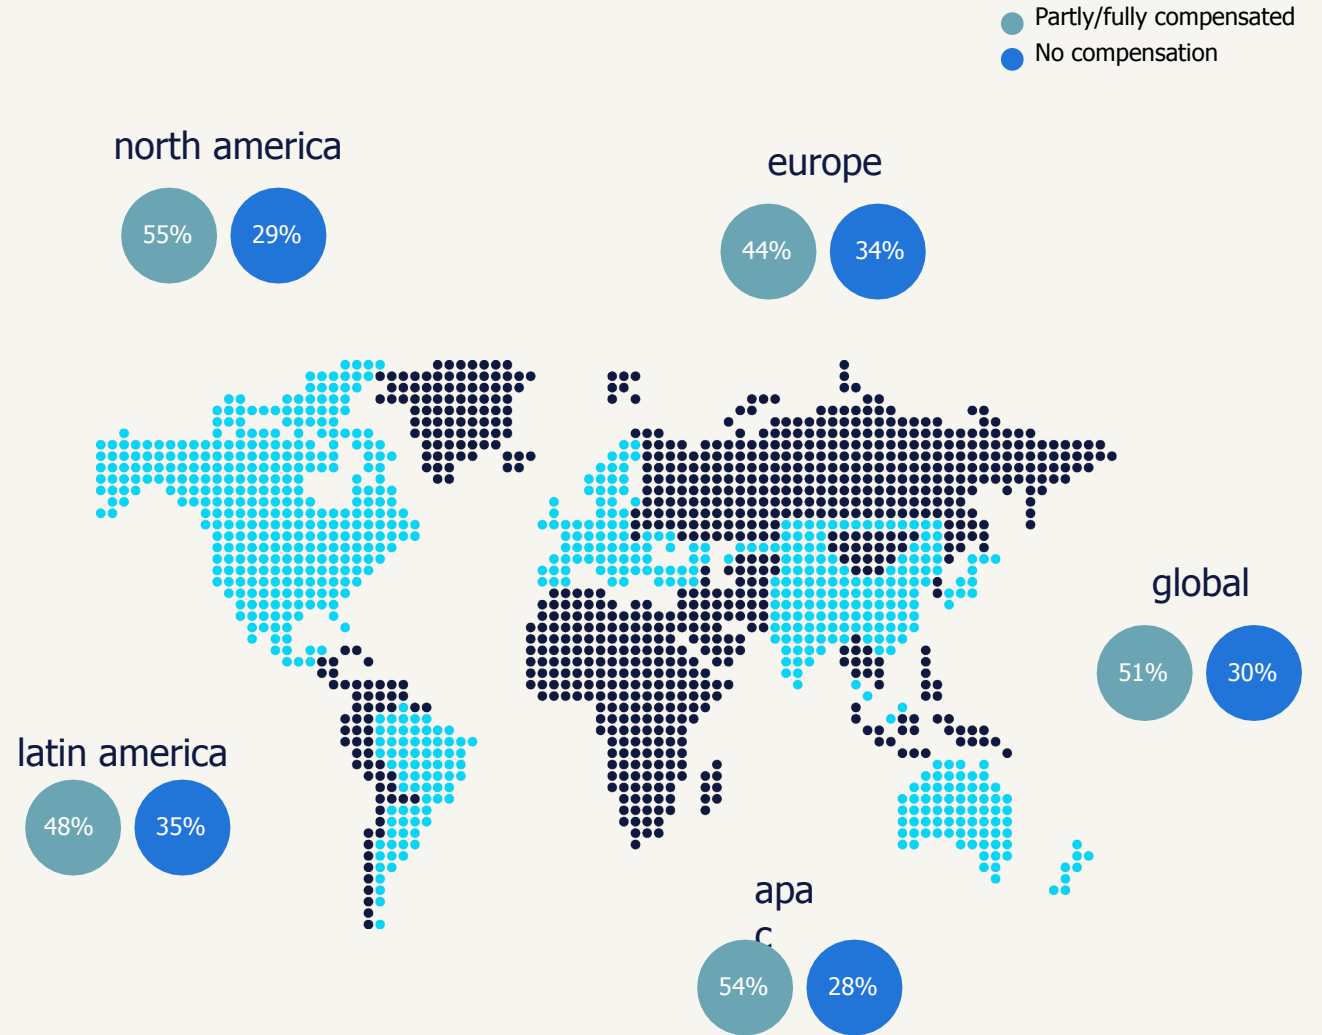 Partly/fully compensated
No compensation
north america
55% 29%
europe
44% 34%
global
51% 30%
latin america
48% 35%
apa
c
54% 28%